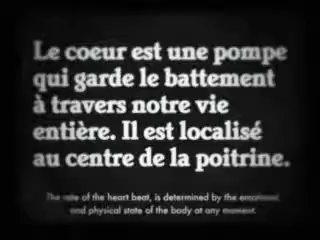 Le coeur est une pompe
qui garde le battement
à travers notre vie
entière. Il est localisé
au centre de la poitrine.
The rate of the heart beat, is determined by the emotional
and physical state of the body at any moment.